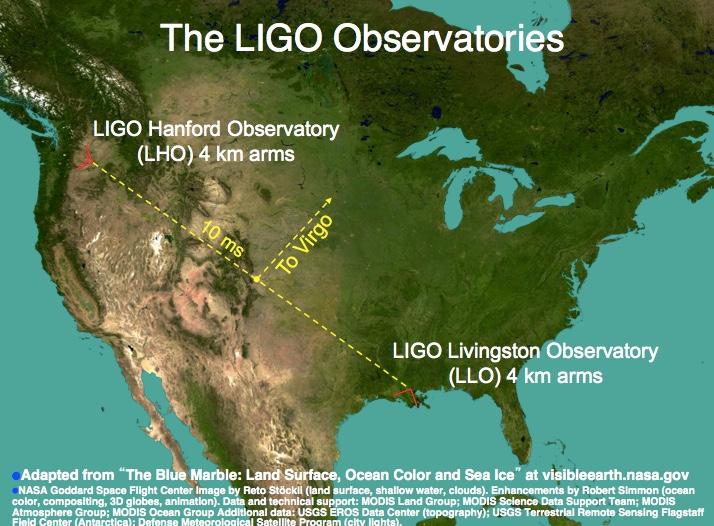 The LIGO Observatories
LIGO Hanford Observatory
(LHO) 4 km arms
10 ms
To Virgo
LIGO Livingston Observatory
(LLO) 4 km arms
●Adapted from “The Blue Marble: Land Surface, Ocean Color and Sea Ice” at visibleearth.nasa.gov
●NASA Goddard Space Flight Center Image by Reto Stöckli (land surface, shallow water, clouds). Enhancements by Robert Simmon (ocean
color, compositing, 3D globes, animation). Data and technical support: MODIS Land Group; MODIS Science Data Support Team; MODIS
Atmosphere Group; MODIS Ocean Group Additional data: USGS EROS Data Center (topography); USGS Terrestrial Remote Sensing Flagstaff
Field Center (Antarctica); Defense Meteorological Satellite Program (city lights).